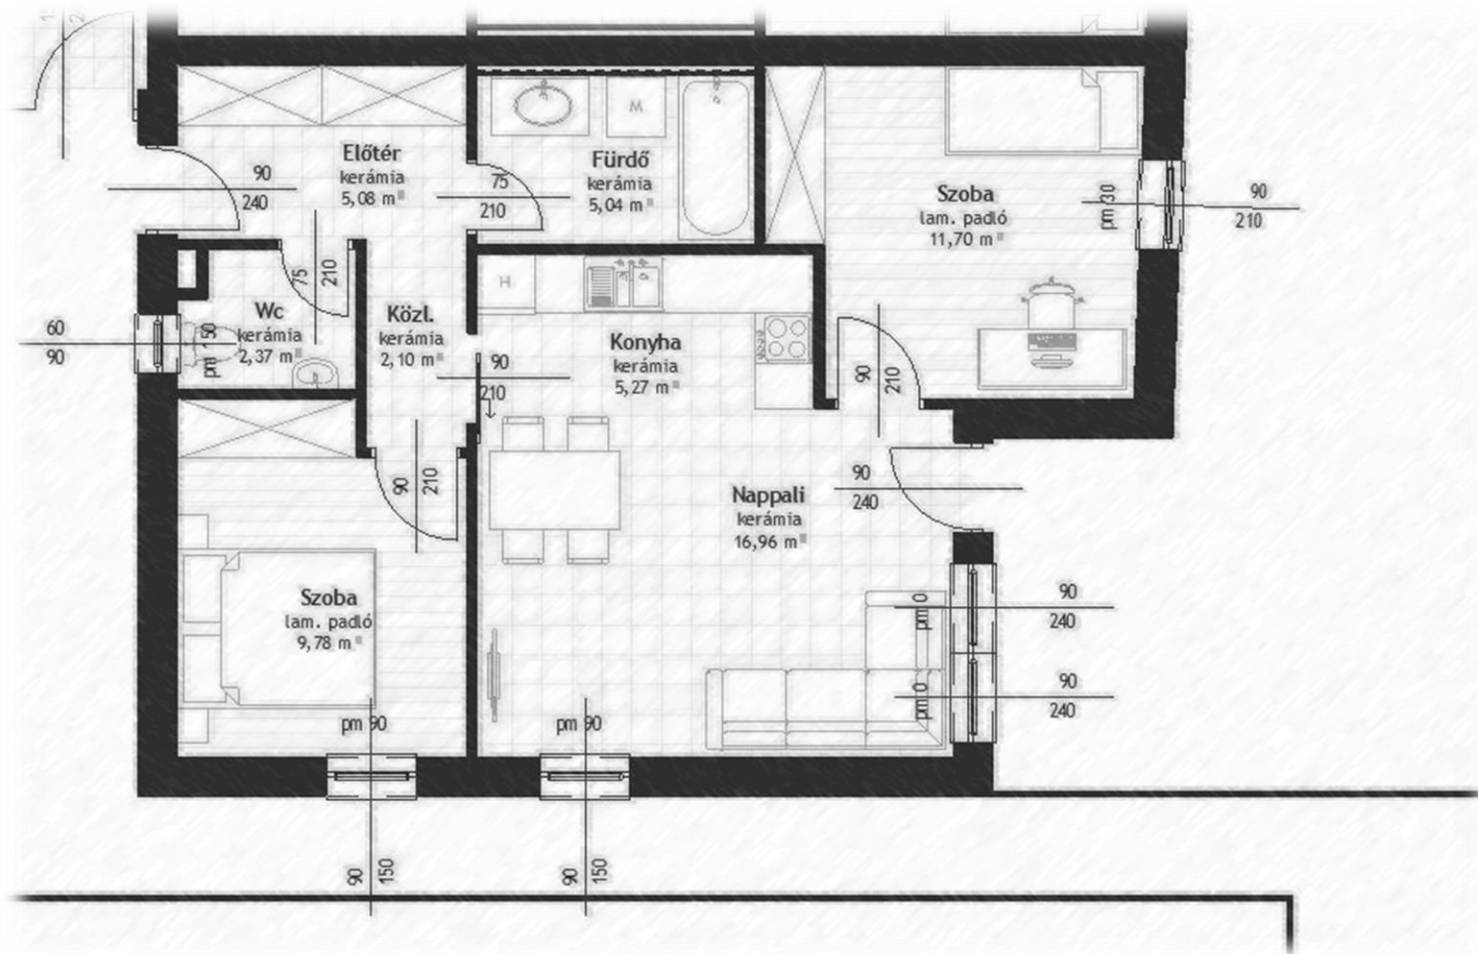 Előtér
kerámia
5,08 m²
90
240
75
210
Fürdő
kerámia
5,04 m²
M
Szoba
lam. padló
11,70 m²
pm 30
90
210
75
210
Wc
kerámia
2,37 m²
pm 150
60
90
Közl.
kerámia
2,10 m²
H
Konyha
kerámia
5,27 m²
90
210
90
210
90
210
Nappali
kerámia
16,96 m²
90
240
Szoba
lam. padló
9,78 m²
pm 0
90
240
pm 0
90
240
pm 90
pm 90
90
150
90
150